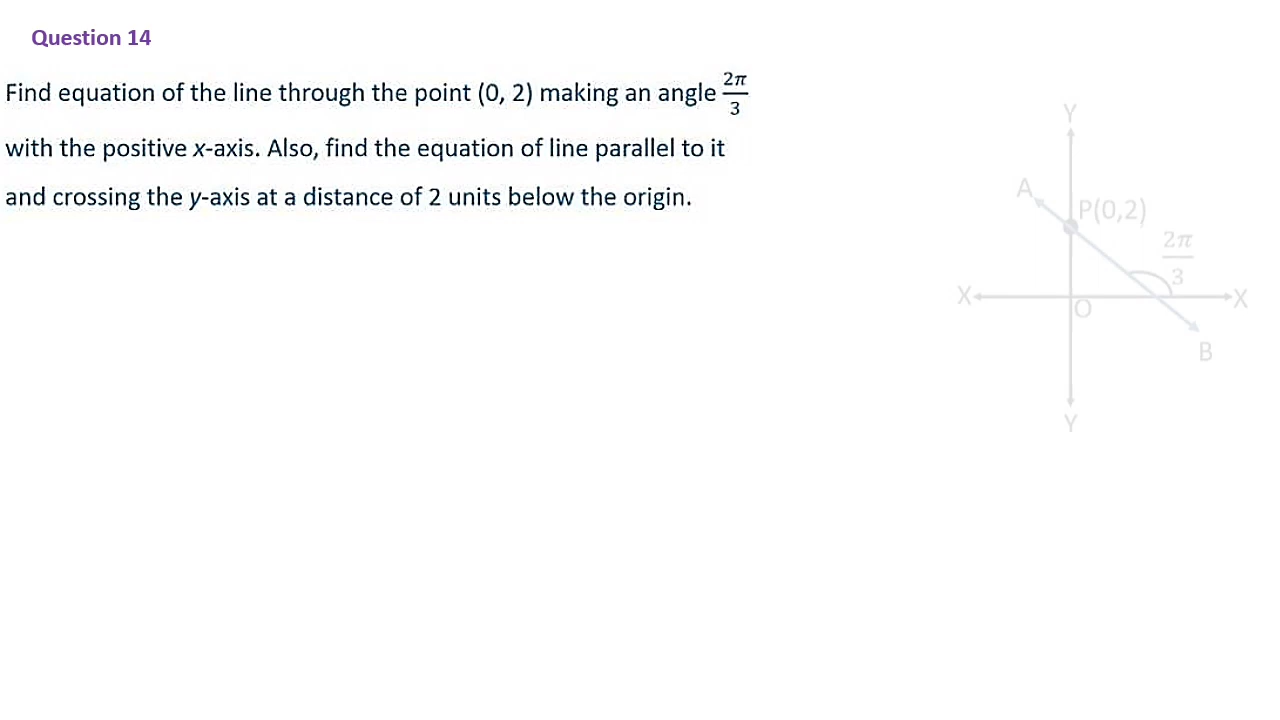 Question 14
Find equation of the line through the point (0, 2) making an angle 2π/3
with the positive x-axis. Also, find the equation of line parallel to it
and crossing the y-axis at a distance of 2 units below the origin.
Y
A
P(0,2)
2π/3
X
O
X
B
Y